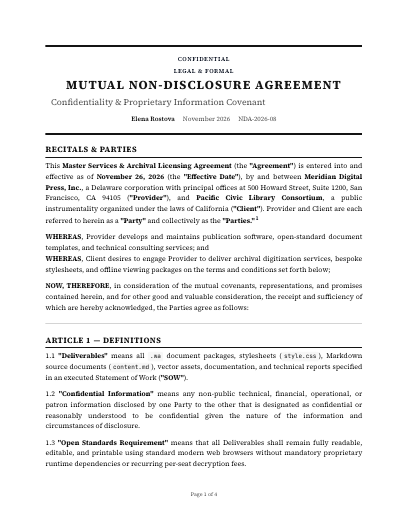 CONFIDENTIAL
LEGAL & FORMAL
MUTUAL NON-DISCLOSURE AGREEMENT
Confidentiality & Proprietary Information Covenant
Elena Rostova November 2026 NDA-2026-08
RECITALS & PARTIES
This Master Services & Archival Licensing Agreement (the "Agreement") is entered into and
effective as of November 26, 2026 (the "Effective Date"), by and between Meridian Digital
Press, Inc., a Delaware corporation with principal offices at 500 Howard Street, Suite 1200, San
Francisco, CA 94105 ("Provider"), and Pacific Civic Library Consortium, a public
instrumentality organized under the laws of California ("Client"). Provider and Client are each
referred to herein as a "Party" and collectively as the "Parties."1
WHEREAS, Provider develops and maintains publication software, open-standard document
templates, and technical consulting services; and
WHEREAS, Client desires to engage Provider to deliver archival digitization services, bespoke
stylesheets, and offline viewing packages on the terms and conditions set forth below;
NOW, THEREFORE, in consideration of the mutual covenants, representations, and promises
contained herein, and for other good and valuable consideration, the receipt and sufficiency of
which are hereby acknowledged, the Parties agree as follows:
ARTICLE 1 — DEFINITIONS
1.1 "Deliverables" means all document packages, stylesheets ( style.css ), Markdown
source documents ( content.md ), vector assets, documentation, and technical reports specified
in an executed Statement of Work ("SOW").
1.2 "Confidential Information" means any non-public technical, financial, operational, or
patron information disclosed by one Party to the other that is designated as confidential or
reasonably understood to be confidential given the nature of the information and
circumstances of disclosure.
1.3 "Open Standards Requirement" means that all Deliverables shall remain fully readable,
editable, and printable using standard modern web browsers without mandatory proprietary
runtime dependencies or recurring per-seat decryption fees.
Page 1 of 4